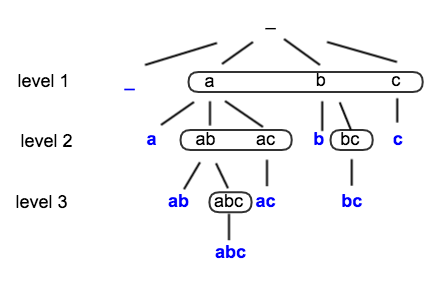 _
level 1 _ a b c
level 2 a ab ac b bc c
level 3 ab abc ac bc
abc